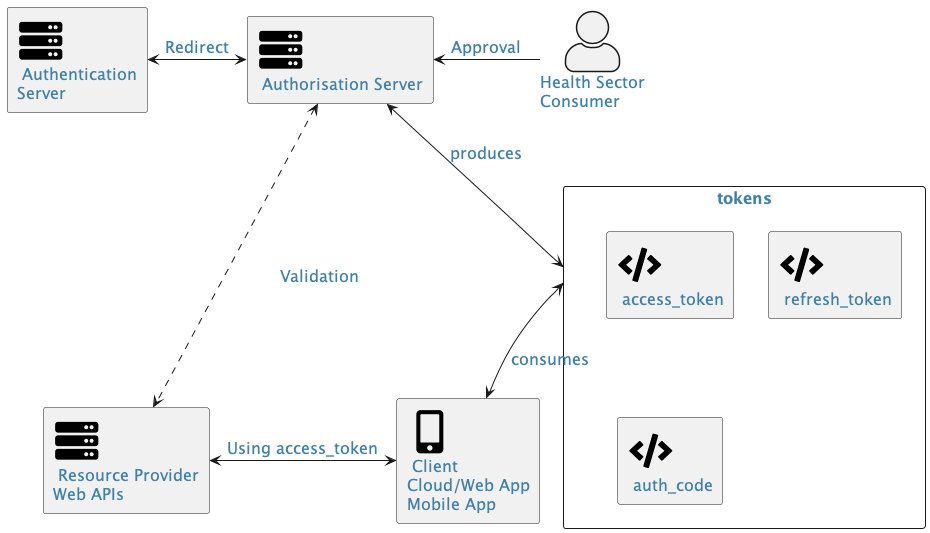 Redirect
Approval
Authentication
Server
Authorisation Server
Health Sector
Consumer
produces
tokens
access_token
refresh_token
Validation
consumes
auth_code
Using access_token
Resource Provider
Web APIs
Client
Cloud/Web App
Mobile App